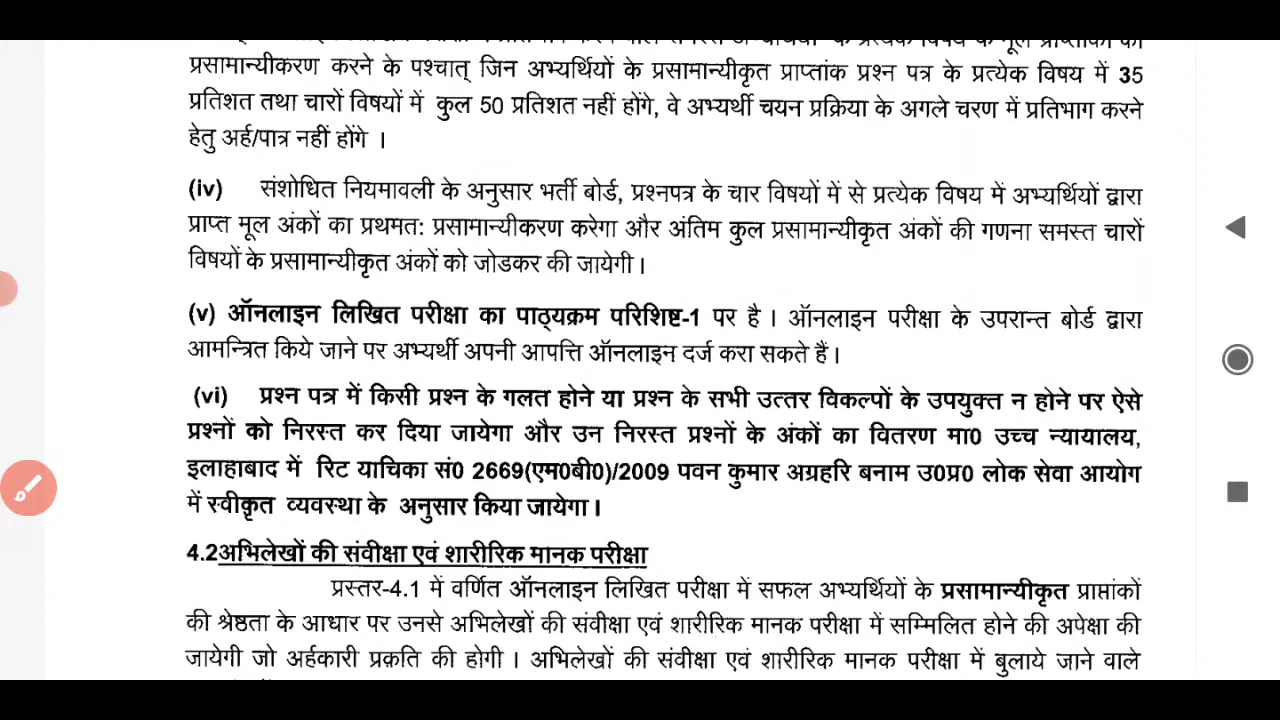 प्रसामान्यीकरण करने के पश्चात् जिन अभ्यर्थियों के प्रसामान्यीकृत प्राप्तांक प्रश्न पत्र के प्रत्येक विषय में 35
प्रतिशत तथा चारों विषयों में कुल 50 प्रतिशत नहीं होंगे, वे अभ्यर्थी चयन प्रक्रिया के अगले चरण में प्रतिभाग करने
हेतु अर्ह/पात्र नहीं होंगे ।
(iv) संशोधित नियमावली के अनुसार भर्ती बोर्ड, प्रश्नपत्र के चार विषयों में से प्रत्येक विषय में अभ्यर्थियों द्वारा
प्राप्त मूल अंकों का प्रथमत: प्रसामान्यीकरण करेगा और अंतिम कुल प्रसामान्यीकृत अंकों की गणना समस्त चारों
विषयों के प्रसामान्यीकृत अंकों को जोडकर की जायेगी।
(v) ऑनलाइन लिखित परीक्षा का पाठ्यक्रम परिशिष्ट-1 पर है । ऑनलाइन परीक्षा के उपरान्त बोर्ड द्वारा
आमन्त्रित किये जाने पर अभ्यर्थी अपनी आपत्ति ऑनलाइन दर्ज करा सकते हैं।
(vi) प्रश्न पत्र में किसी प्रश्न के गलत होने या प्रश्न के सभी उत्तर विकल्पों के उपयुक्त न होने पर ऐसे
प्रश्नों को निरस्त कर दिया जायेगा और उन निरस्त प्रश्नों के अंकों का वितरण मा0 उच्च न्यायालय,
इलाहाबाद में रिट याचिका सं0 2669(एम0बी0)/2009 पवन कुमार अग्रहरि बनाम उ0प्र0 लोक सेवा आयोग
में स्वीकृत व्यवस्था के अनुसार किया जायेगा।
4.2अभिलेखों की संवीक्षा एवं शारीरिक मानक परीक्षा
प्रस्तर-4.1 में वर्णित ऑनलाइन लिखित परीक्षा में सफल अभ्यर्थियों के प्रसामान्यीकृत प्राप्तांकों
की श्रेष्ठता के आधार पर उनसे अभिलेखों की संवीक्षा एवं शारीरिक मानक परीक्षा में सम्मिलित होने की अपेक्षा की
जायेगी जो अर्हकारी प्रकृति की होगी । अभिलेखों की संवीक्षा एवं शारीरिक मानक परीक्षा में बुलाये जाने वाले